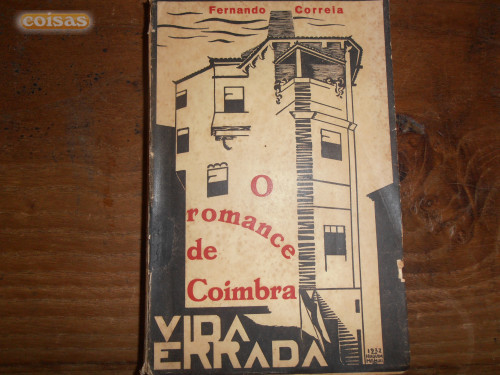 coisas
Fernando Correia
O
romance
de
Coimbra
VIDA
ERRADA
1932